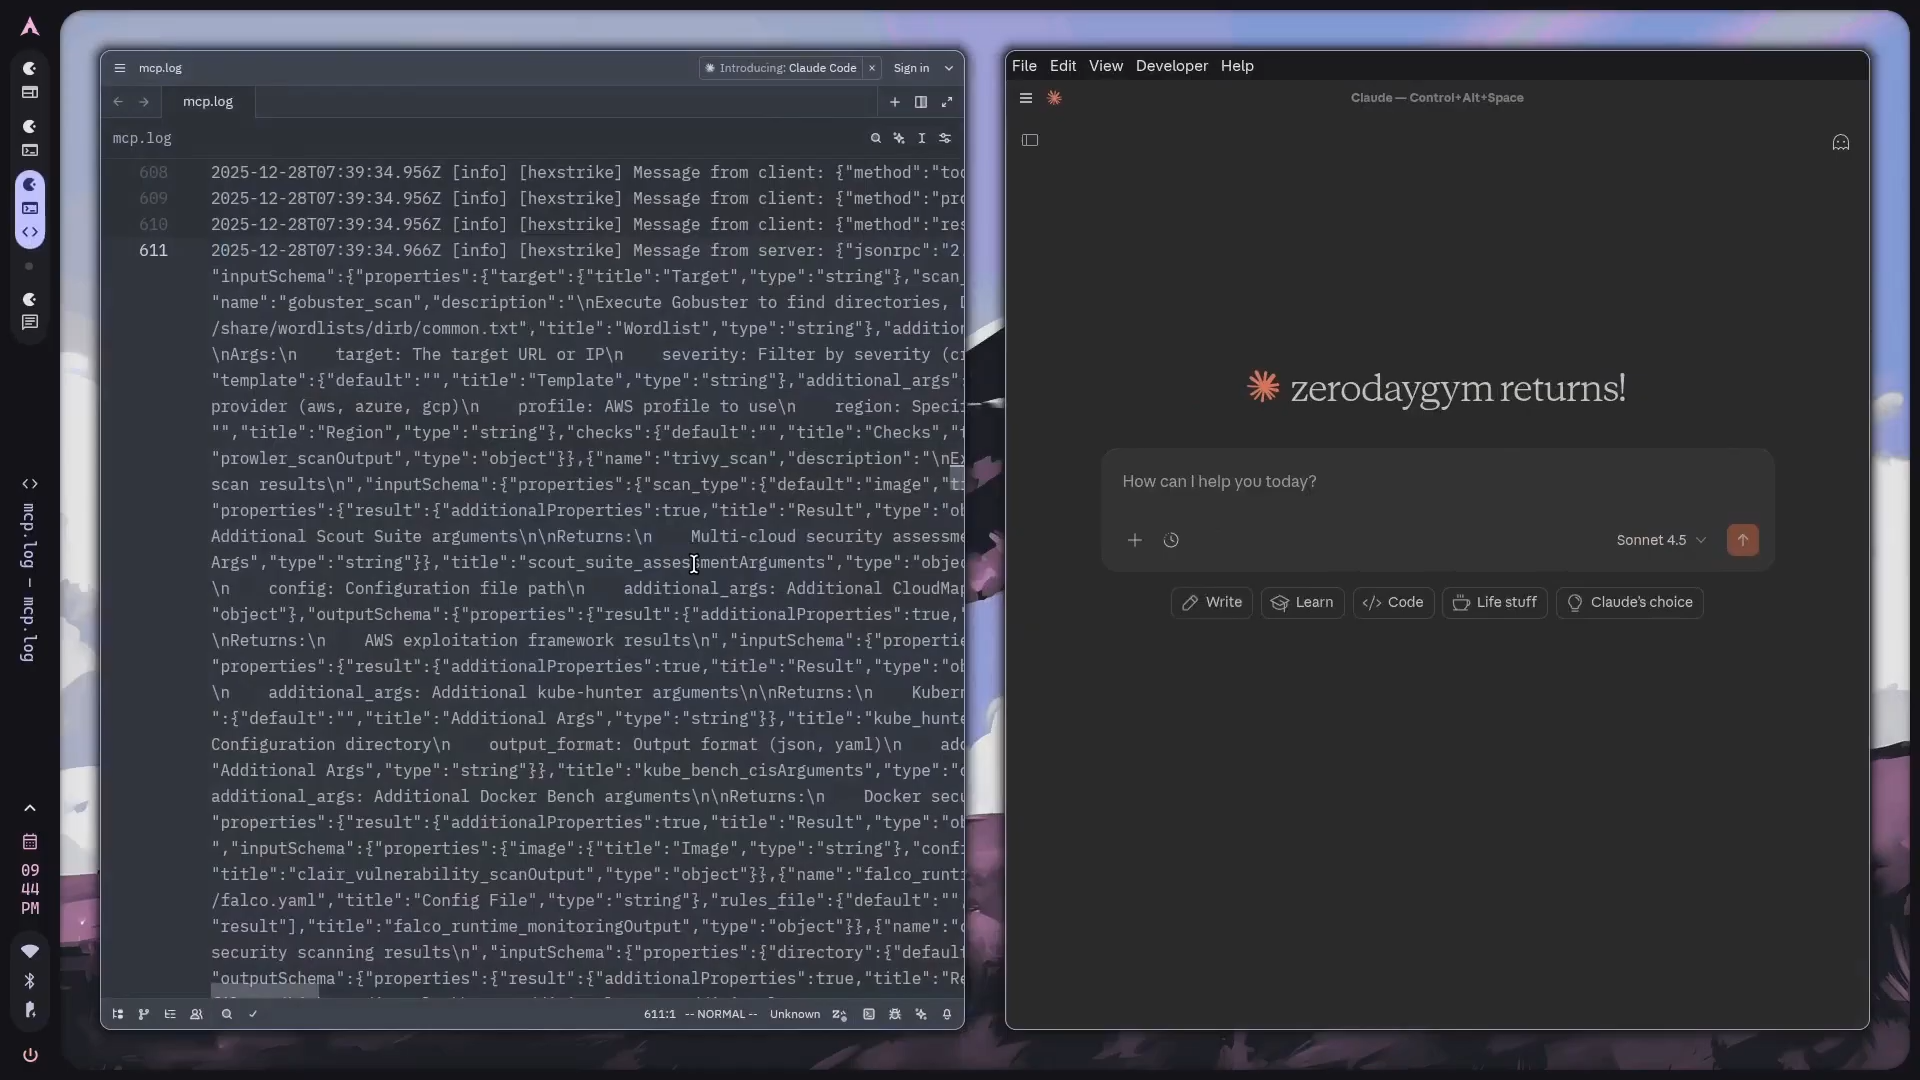 mcp.log
Introducing: Claude Code
Sign in
mcp.log
mcp.log
608 2025-12-28T07:39:34.956Z [info] [hexstrike] Message from client: {"method":"too
609 2025-12-28T07:39:34.956Z [info] [hexstrike] Message from client: {"method":"pro
610 2025-12-28T07:39:34.956Z [info] [hexstrike] Message from client: {"method":"res
611 2025-12-28T07:39:34.966Z [info] [hexstrike] Message from server: {"jsonrpc":"2.
"inputSchema":{"properties":{"target":{"title":"Target","type":"string"},"scan_
"name":"gobuster_scan","description":"\nExecute Gobuster to find directories, D
/share/wordlists/dirb/common.txt","title":"Wordlist","type":"string"},"addition
\nArgs:\n    target: The target URL or IP\n    severity: Filter by severity (cr
"template":{"default":"","title":"Template","type":"string"},"additional_args":
provider (aws, azure, gcp)\n    profile: AWS profile to use\n    region: Speci
"","title":"Region","type":"string"},"checks":{"default":"","title":"Checks","t
"prowler_scanOutput","type":"object"}},{"name":"trivy_scan","description":"\nEx
scan results\n","inputSchema":{"properties":{"scan_type":{"default":"image","ti
"properties":{"result":{"additionalProperties":true,"title":"Result","type":"ob
Additional Scout Suite arguments\n\nReturns:\n    Multi-cloud security assessme
Args","type":"string"}},"title":"scout_suite_assessmentArguments","type":"objec
\n    config: Configuration file path\n    additional_args: Additional CloudMap
"object"},"outputSchema":{"properties":{"result":{"additionalProperties":true,"
\nReturns:\n    AWS exploitation framework results\n","inputSchema":{"propertie
"properties":{"result":{"additionalProperties":true,"title":"Result","type":"ob
\n    additional_args: Additional kube-hunter arguments\n\nReturns:\n    Kubern
":{"default":"","title":"Additional Args","type":"string"}},"title":"kube_hunte
Configuration directory\n    output_format: Output format (json, yaml)\n    add
"Additional Args","type":"string"}},"title":"kube_bench_cisArguments","type":"o
additional_args: Additional Docker Bench arguments\n\nReturns:\n    Docker secu
"properties":{"result":{"additionalProperties":true,"title":"Result","type":"ob
","inputSchema":{"properties":{"image":{"title":"Image","type":"string"},"confi
"title":"clair_vulnerability_scanOutput","type":"object"}},{"name":"falco_runti
/falco.yaml","title":"Config File","type":"string"},"rules_file":{"default":""
"result"],"title":"falco_runtime_monitoringOutput","type":"object"}},{"name":"c
security scanning results\n","inputSchema":{"properties":{"directory":{"default
"outputSchema":{"properties":{"result":{"additionalProperties":true,"title":"Re
611:1 -- NORMAL -- Unknown
File Edit View Developer Help
Claude — Control+Alt+Space
zerodaygym returns!
How can I help you today?
Sonnet 4.5
Write Learn Code Life stuff Claude's choice
mcp.log — mcp.log
09
44
PM